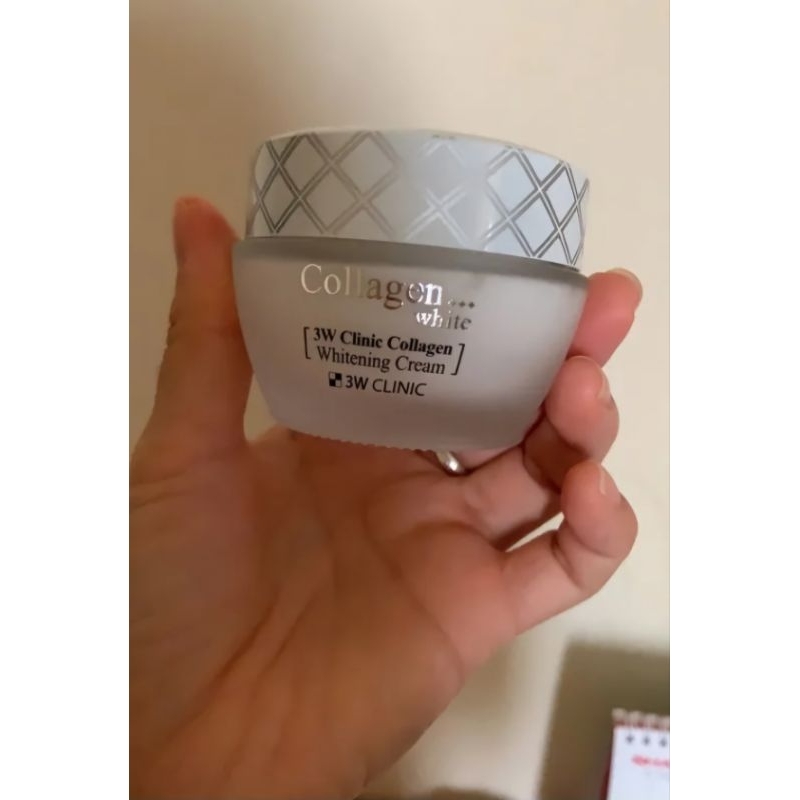 Collagen...
white
[3W Clinic Collagen
Whitening Cream]
3W CLINIC